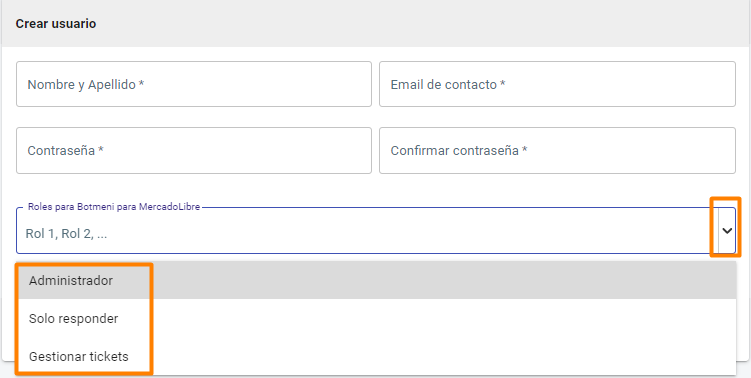 Crear usuario
Nombre y Apellido *
Email de contacto *
Contraseña *
Confirmar contraseña *
Roles para Botmeni para MercadoLibre
Rol 1, Rol 2, ...
Administrador
Solo responder
Gestionar tickets